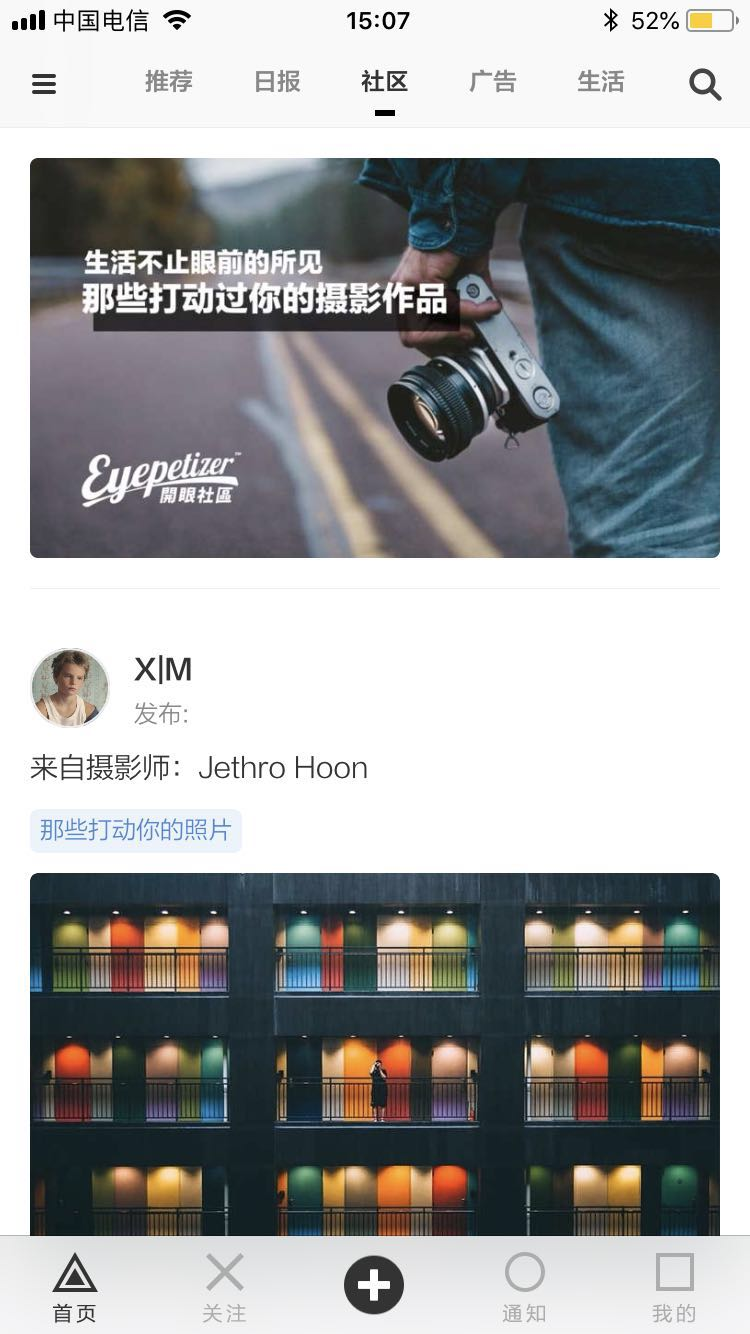 中国电信
15:07
52%
推荐
日报
社区
广告
生活
生活不止眼前的所见
那些打动过你的摄影作品
Eyepetizer™
開眼社區
X|M
发布:
来自摄影师：Jethro Hoon
那些打动你的照片
首页
关注
通知
我的